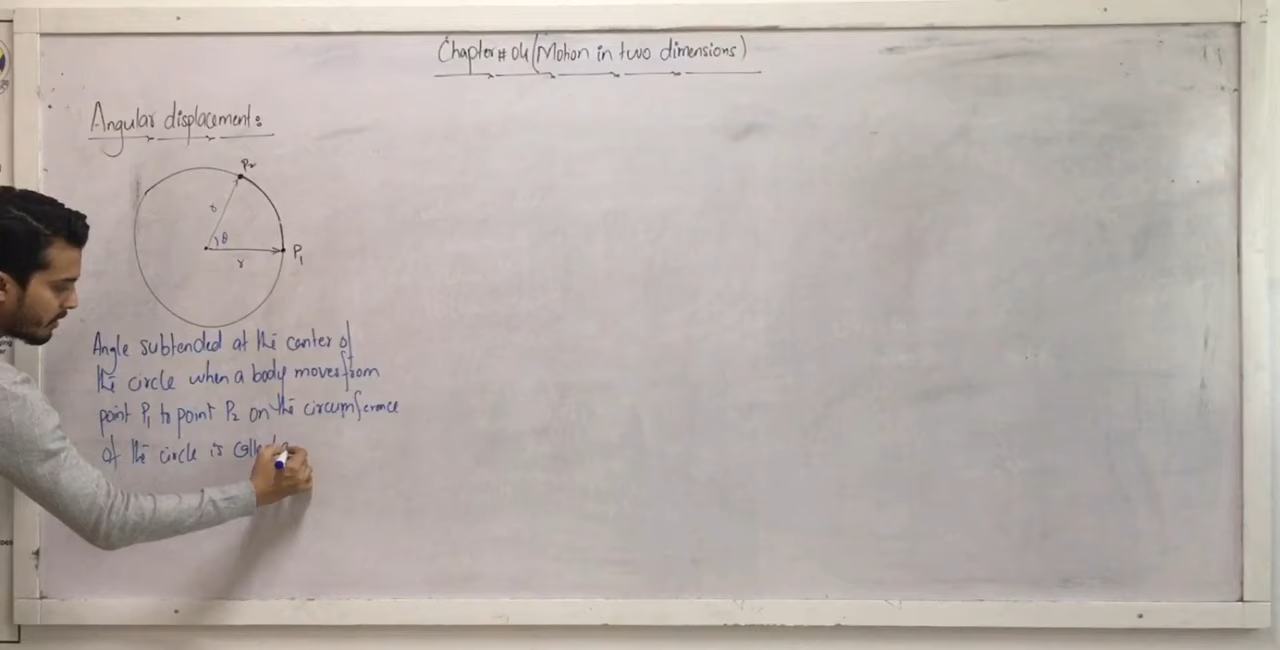 Chapter # 04 (Motion in two dimensions)
Angular displacement:
P2
r
θ
r
P1
Angle subtended at the center of
the circle when a body moves from
point P1 to point P2 on the circumference
of the circle is